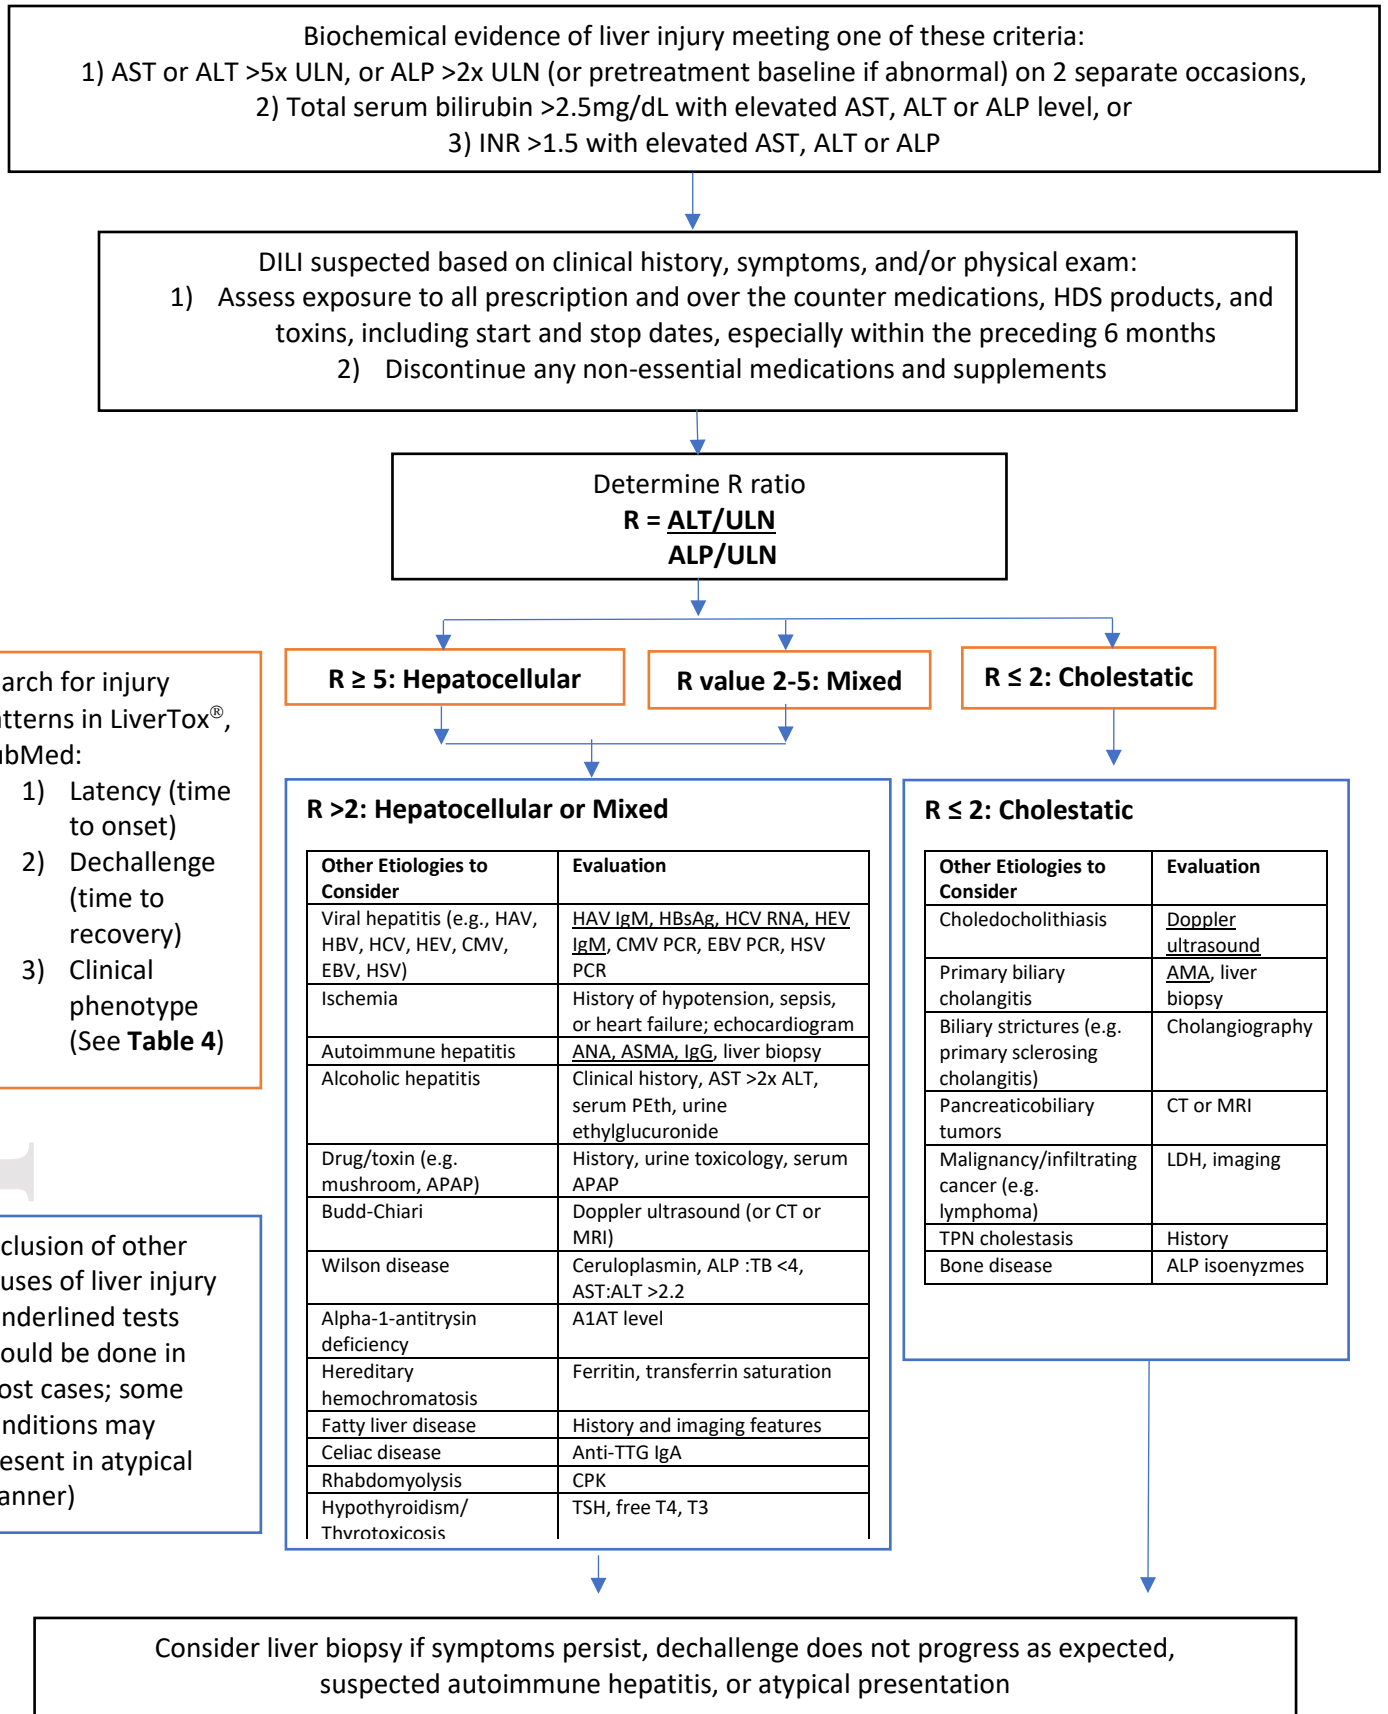 Biochemical evidence of liver injury meeting one of these criteria:
1) AST or ALT >5x ULN, or ALP >2x ULN (or pretreatment baseline if abnormal) on 2 separate occasions,
2) Total serum bilirubin >2.5mg/dL with elevated AST, ALT or ALP level, or
3) INR >1.5 with elevated AST, ALT or ALP
DILI suspected based on clinical history, symptoms, and/or physical exam:
1) Assess exposure to all prescription and over the counter medications, HDS products, and
toxins, including start and stop dates, especially within the preceding 6 months
2) Discontinue any non-essential medications and supplements
Determine R ratio
R = ALT/ULN
ALP/ULN
R ≥ 5: Hepatocellular
R value 2-5: Mixed
R ≤ 2: Cholestatic
arch for injury
tterns in LiverTox®,
ubMed:
1) Latency (time
to onset)
2) Dechallenge
(time to
recovery)
3) Clinical
phenotype
(See Table 4)
clusion of other
uses of liver injury
nderlined tests
ould be done in
ost cases; some
nditions may
esent in atypical
anner)
R >2: Hepatocellular or Mixed
Other Etiologies to
Consider
Evaluation
Viral hepatitis (e.g., HAV,
HBV, HCV, HEV, CMV,
EBV, HSV)
HAV IgM, HBsAg, HCV RNA, HEV
IgM, CMV PCR, EBV PCR, HSV
PCR
Ischemia
History of hypotension, sepsis,
or heart failure; echocardiogram
Autoimmune hepatitis
ANA, ASMA, IgG, liver biopsy
Alcoholic hepatitis
Clinical history, AST >2x ALT,
serum PEth, urine
ethylglucuronide
Drug/toxin (e.g.
mushroom, APAP)
History, urine toxicology, serum
APAP
Budd-Chiari
Doppler ultrasound (or CT or
MRI)
Wilson disease
Ceruloplasmin, ALP :TB <4,
AST:ALT >2.2
Alpha-1-antitrysin
deficiency
A1AT level
Hereditary
hemochromatosis
Ferritin, transferrin saturation
Fatty liver disease
History and imaging features
Celiac disease
Anti-TTG IgA
Rhabdomyolysis
CPK
Hypothyroidism/
Thyrotoxicosis
TSH, free T4, T3
R ≤ 2: Cholestatic
Other Etiologies to
Consider
Evaluation
Choledocholithiasis
Doppler
ultrasound
Primary biliary
cholangitis
AMA, liver
biopsy
Biliary strictures (e.g.
primary sclerosing
cholangitis)
Cholangiography
Pancreaticobiliary
tumors
CT or MRI
Malignancy/infiltrating
cancer (e.g.
lymphoma)
LDH, imaging
TPN cholestasis
History
Bone disease
ALP isoenyzmes
Consider liver biopsy if symptoms persist, dechallenge does not progress as expected,
suspected autoimmune hepatitis, or atypical presentation